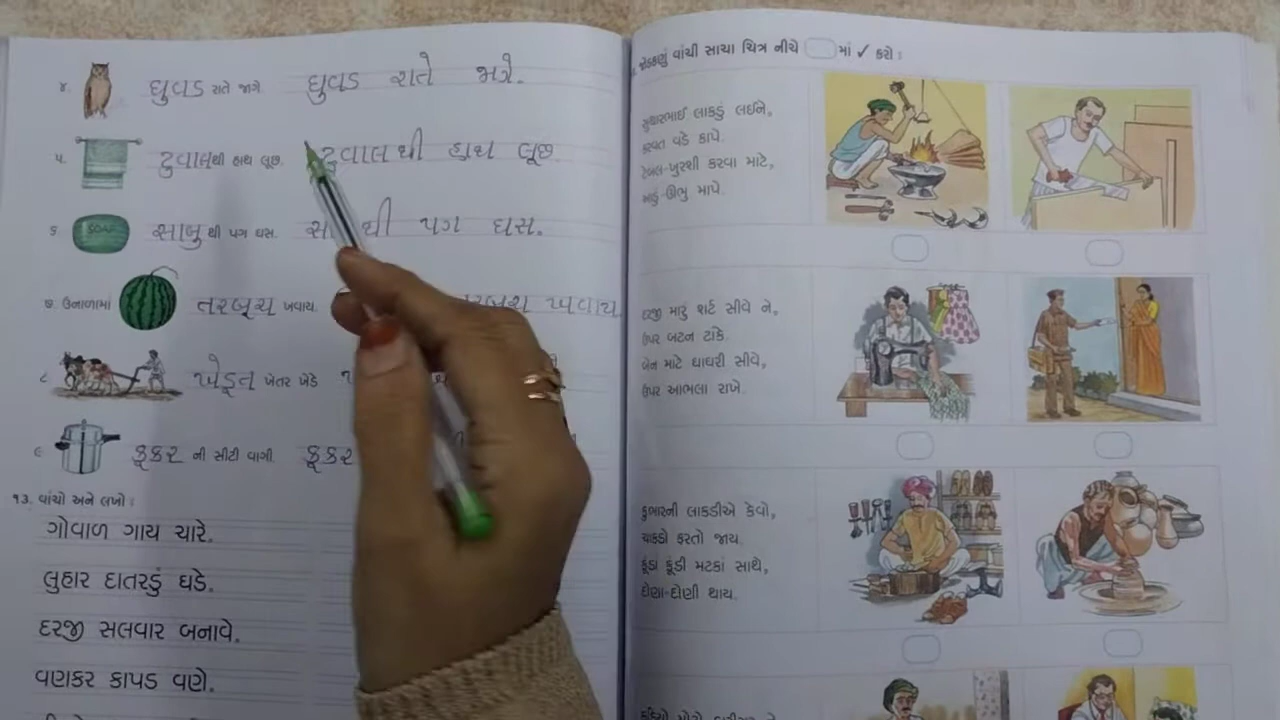 ૪. ઘુવડ રાતે જાગે. ઘુવડ રાતે જાગે.
૫. ટુવાલથી હાથ લૂછ. ટુવાલથી હાથ લૂછ
SOAP
૬. સાબુ થી પગ ઘસ. થી પગ ઘસ.
૭. ઉનાળામાં તરબૂચ ખવાય. તરબૂચ ખવાય
૮. ખેડૂત ખેતર ખેડે
૯. કૂકર ની સીટી વાગી. કૂકર
૧૩. વાંચો અને લખો :
ગોવાળ ગાય ચારે.
લુહાર દાતરડું ઘડે.
દરજી સલવાર બનાવે.
વણકર કાપડ વણે.
જોડકણું વાંચી સાચા ચિત્ર નીચે માં ✓ કરો :
સુથારભાઈ લાકડું લઈને,
કરવત વડે કાપે.
ટેબલ-ખુરશી કરવા માટે,
આડું-ઊભું માપે.
દરજી મારું શર્ટ સીવે ને,
ઉપર બટન ટાંકે.
બેન માટે ઘાઘરી સીવે,
ઉપર આભલા રાખે.
કુંભારની લાકડીએ કેવો,
ચાકડો ફરતો જાય.
કૂંડા કૂંડી મટકાં સાથે,
દોણા-દોણી થાય.